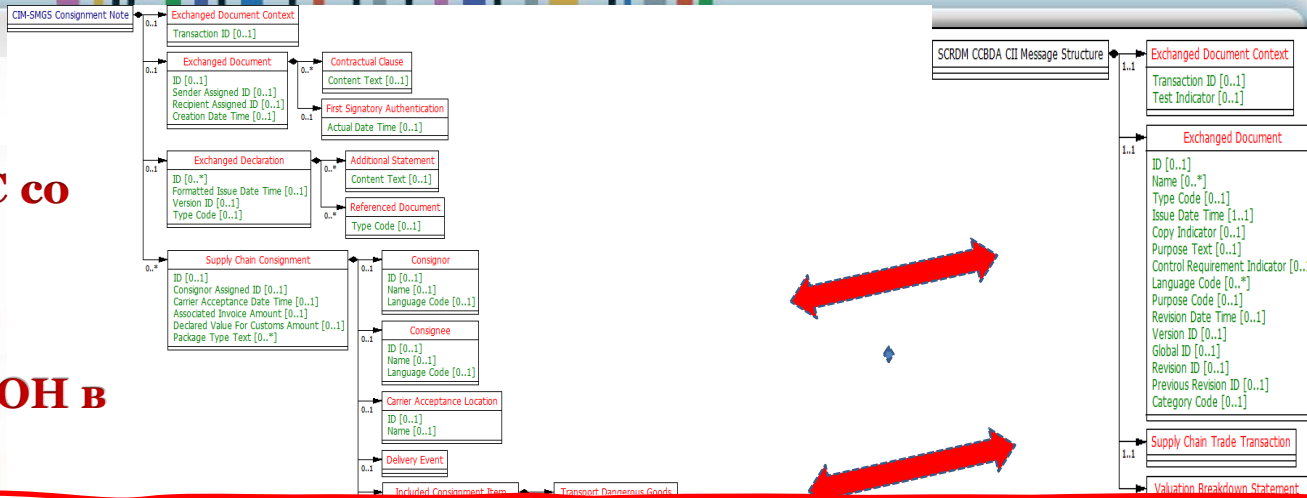 CIM-SMGS Consignment Note
0..1
Exchanged Document Context
Transaction ID [0..1]
0..1
Exchanged Document
ID [0..1]
Sender Assigned ID [0..1]
Recipient Assigned ID [0..1]
Creation Date Time [0..1]
0..*
Contractual Clause
Content Text [0..1]
0..1
First Signatory Authentication
Actual Date Time [0..1]
0..1
Exchanged Declaration
ID [0..*]
Formatted Issue Date Time [0..1]
Version ID [0..1]
Type Code [0..1]
0..*
Additional Statement
Content Text [0..1]
0..*
Referenced Document
Type Code [0..1]
0..*
Supply Chain Consignment
ID [0..1]
Consignor Assigned ID [0..1]
Carrier Acceptance Date Time [0..1]
Associated Invoice Amount [0..1]
Declared Value For Customs Amount [0..1]
Package Type Text [0..*]
0..1
Consignor
ID [0..1]
Name [0..1]
Language Code [0..1]
0..1
Consignee
ID [0..1]
Name [0..1]
Language Code [0..1]
0..1
Carrier Acceptance Location
ID [0..1]
Name [0..1]
0..1
Delivery Event
Included Consignment Item
Transport Dangerous Goods
С со
ОН в
SCRDM CCBDA CII Message Structure
1..1
Exchanged Document Context
Transaction ID [0..1]
Test Indicator [0..1]
1..1
Exchanged Document
ID [0..1]
Name [0..*]
Type Code [0..1]
Issue Date Time [1..1]
Copy Indicator [0..1]
Purpose Text [0..1]
Control Requirement Indicator [0..1
Language Code [0..*]
Purpose Code [0..1]
Revision Date Time [0..1]
Version ID [0..1]
Global ID [0..1]
Revision ID [0..1]
Previous Revision ID [0..1]
Category Code [0..1]
1..1
Supply Chain Trade Transaction
Valuation Breakdown Statement